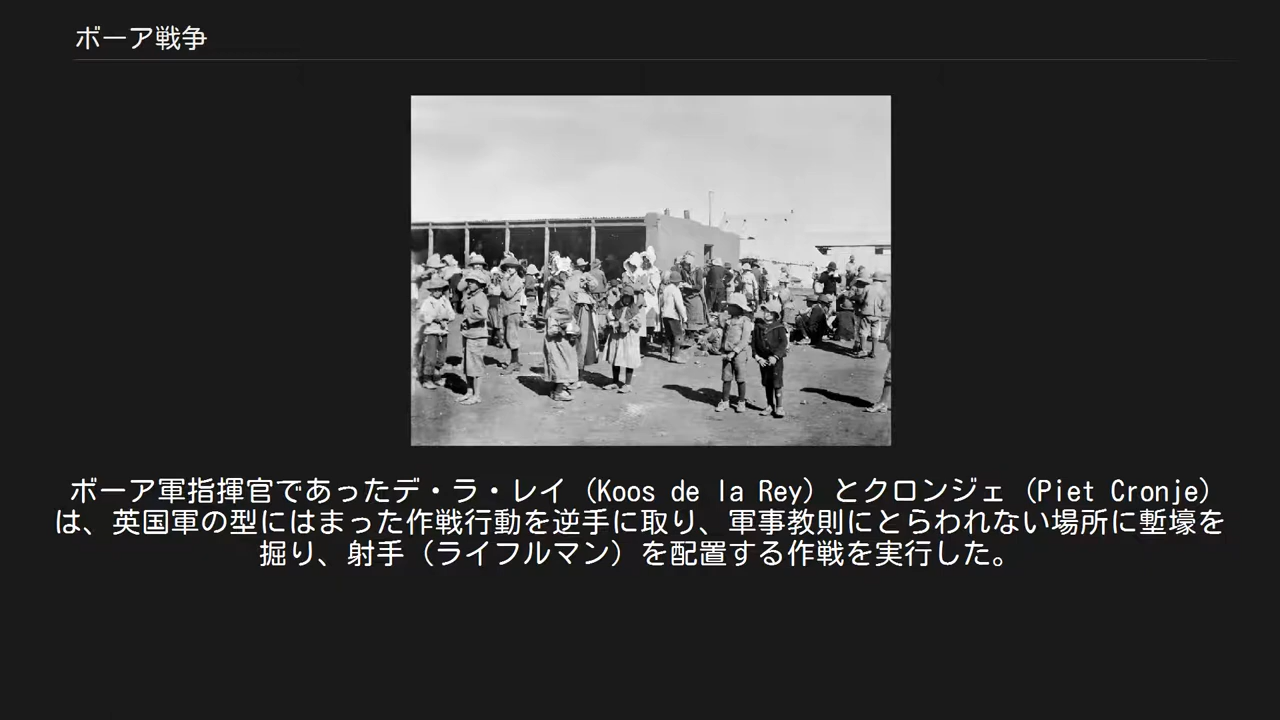 ボーア戦争
ボーア軍指揮官であったデ・ラ・レイ（Koos de la Rey）とクロンジェ（Piet Cronje）
は、英国軍の型にはまった作戦行動を逆手に取り、軍事教則にとらわれない場所に塹壕を
掘り、射手（ライフルマン）を配置する作戦を実行した。